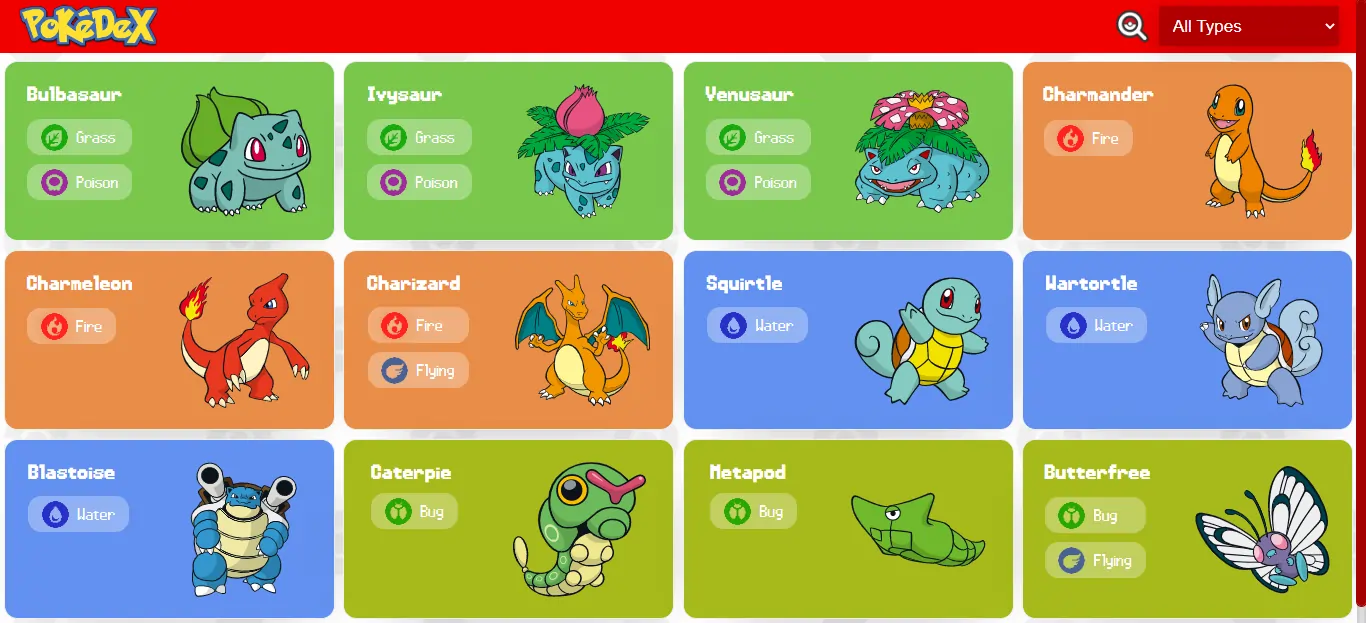 PoKéDeX
All Types
Bulbasaur
Grass
Poison
Ivysaur
Grass
Poison
Venusaur
Grass
Poison
Charmander
Fire
Charmeleon
Fire
Charizard
Fire
Flying
Squirtle
Water
Wartortle
Water
Blastoise
Water
Caterpie
Bug
Metapod
Bug
Butterfree
Bug
Flying